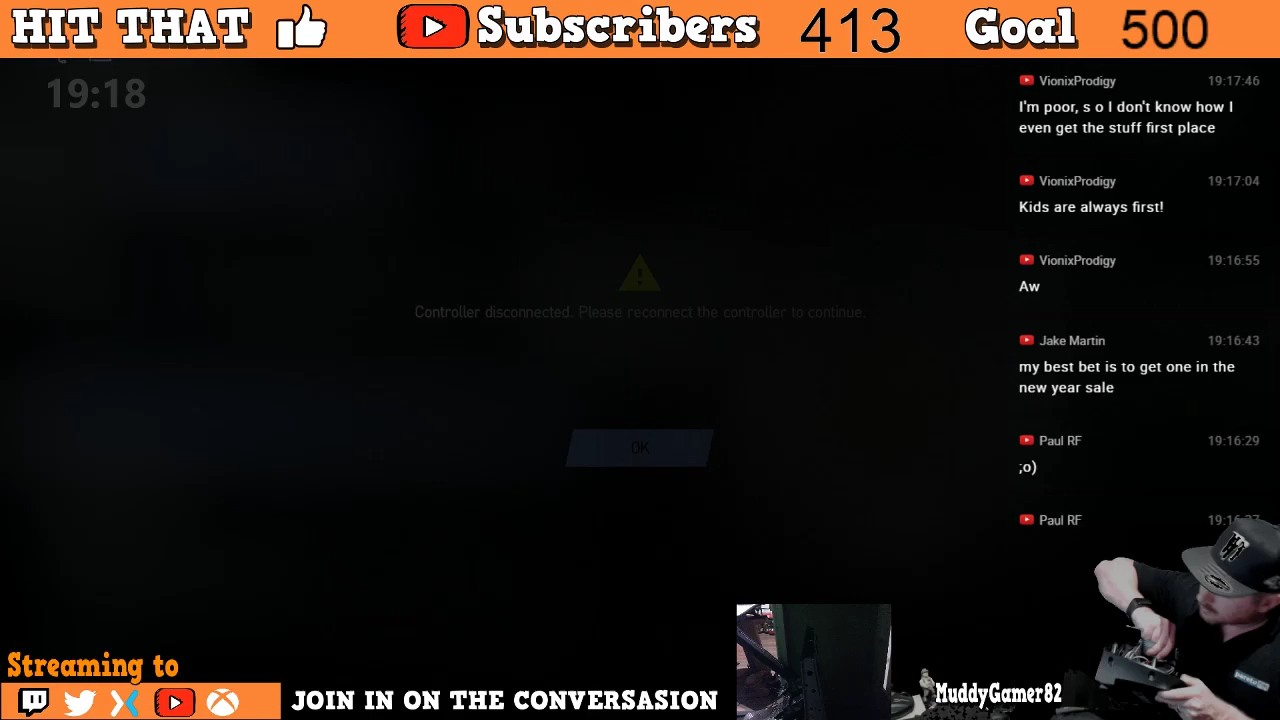 HIT THAT Subscribers 413 Goal 500
19:18
VionixProdigy 19:17:46
I'm poor, s o I don't know how I
even get the stuff first place
VionixProdigy 19:17:04
Kids are always first!
VionixProdigy 19:16:55
Aw
Jake Martin 19:16:43
my best bet is to get one in the
new year sale
Paul RF 19:16:29
;o)
Paul RF
Controller disconnected. Please reconnect the controller to continue.
OK
Streaming to
JOIN IN ON THE CONVERSASION
MuddyGamer82